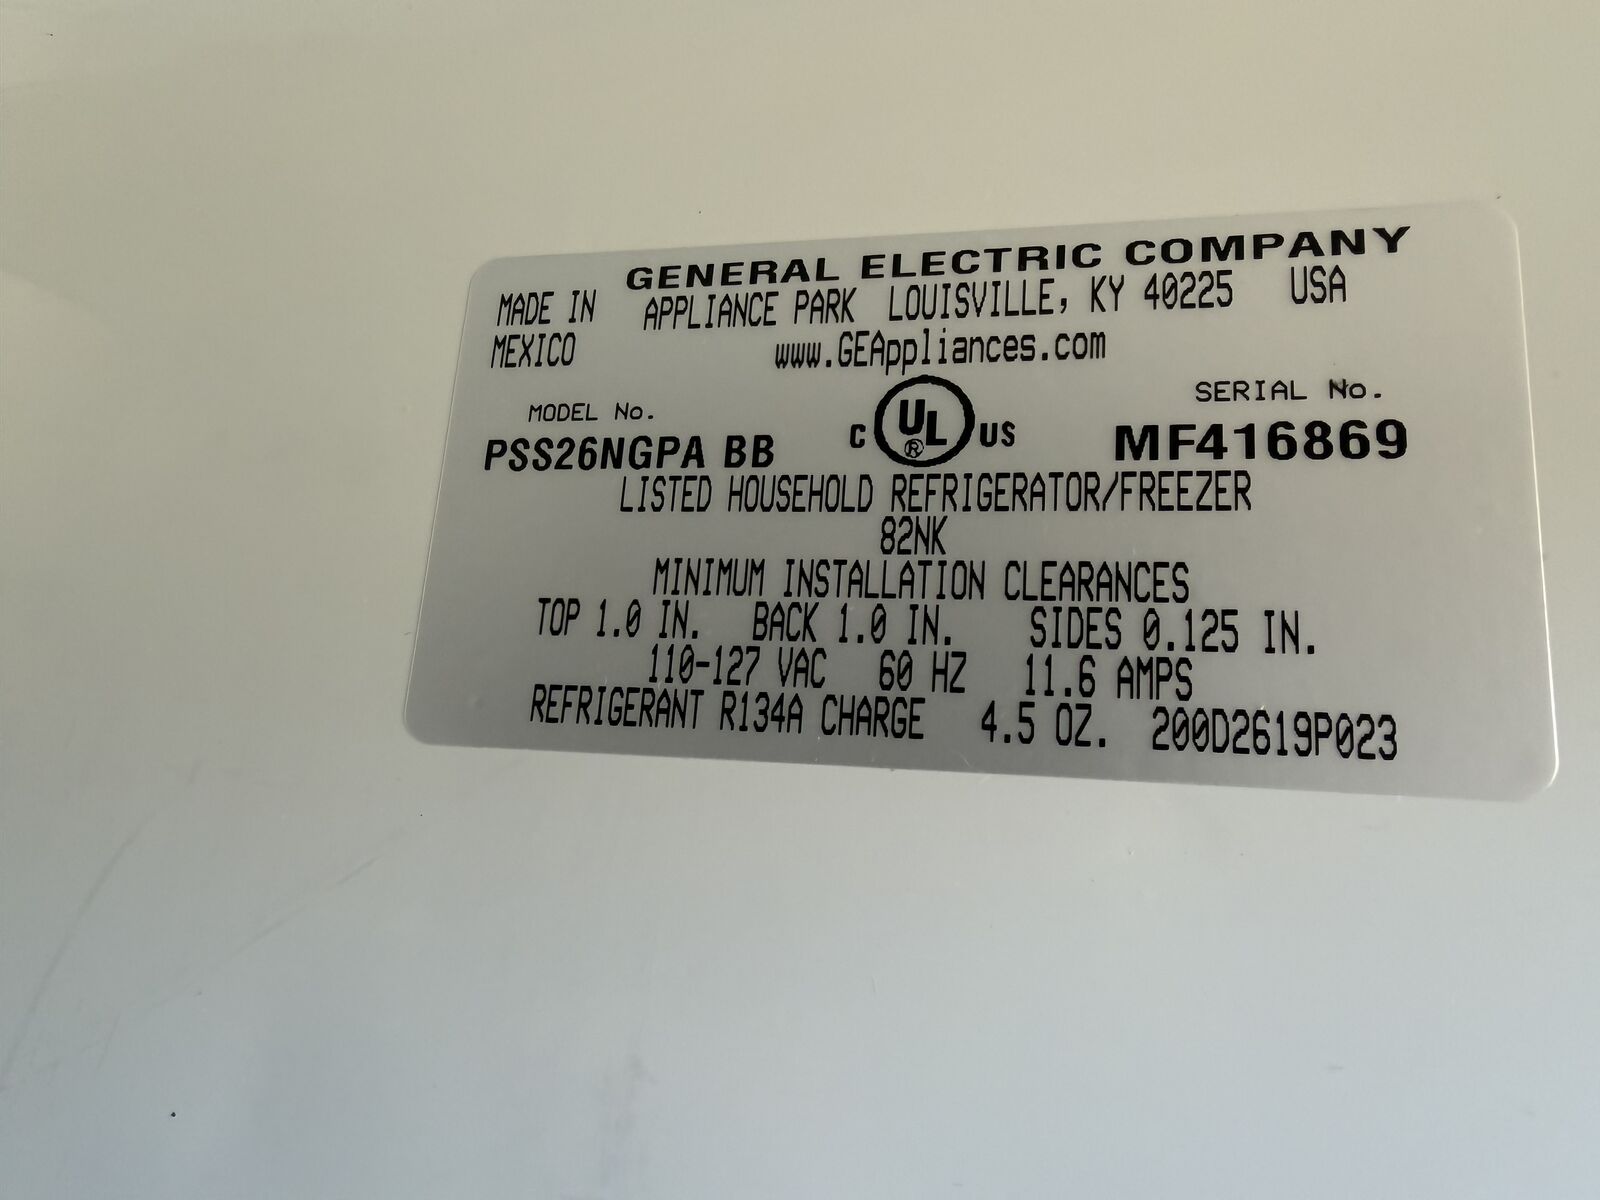 GENERAL ELECTRIC COMPANY
MADE IN APPLIANCE PARK LOUISVILLE, KY 40225 USA
MEXICO www.GEAppliances.com
MODEL No. SERIAL No.
PSS26NGPA BB C UL ® US MF416869
LISTED HOUSEHOLD REFRIGERATOR/FREEZER
82NK
MINIMUM INSTALLATION CLEARANCES
TOP 1.0 IN. BACK 1.0 IN. SIDES 0.125 IN.
110-127 VAC 60 HZ 11.6 AMPS
REFRIGERANT R134A CHARGE 4.5 OZ. 200D2619P023